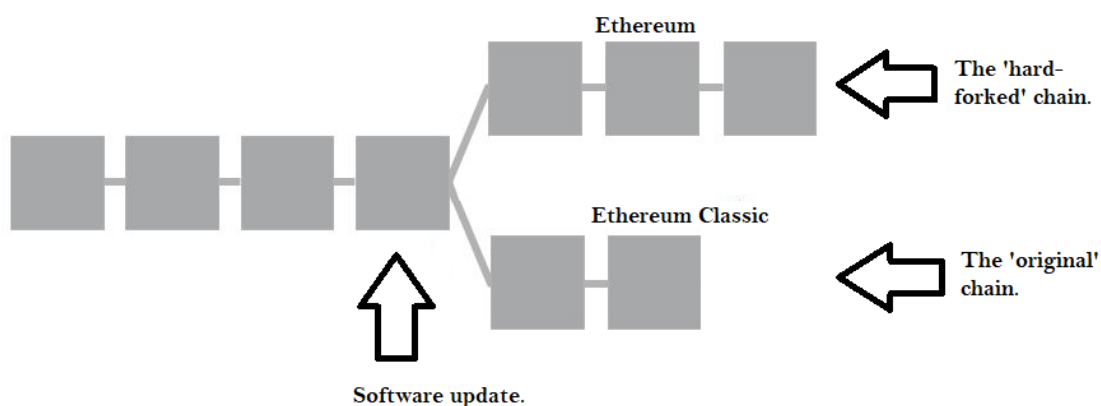 Ethereum
The 'hard-
forked' chain.
Ethereum Classic
The 'original'
chain.
Software update.